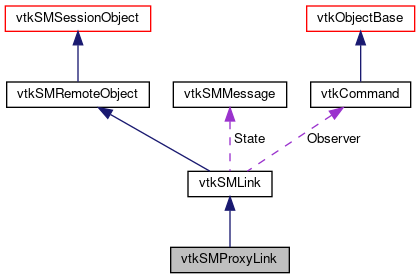 vtkSMSessionObject
vtkObjectBase
vtkSMRemoteObject
vtkSMMessage
vtkCommand
State
Observer
vtkSMLink
vtkSMProxyLink